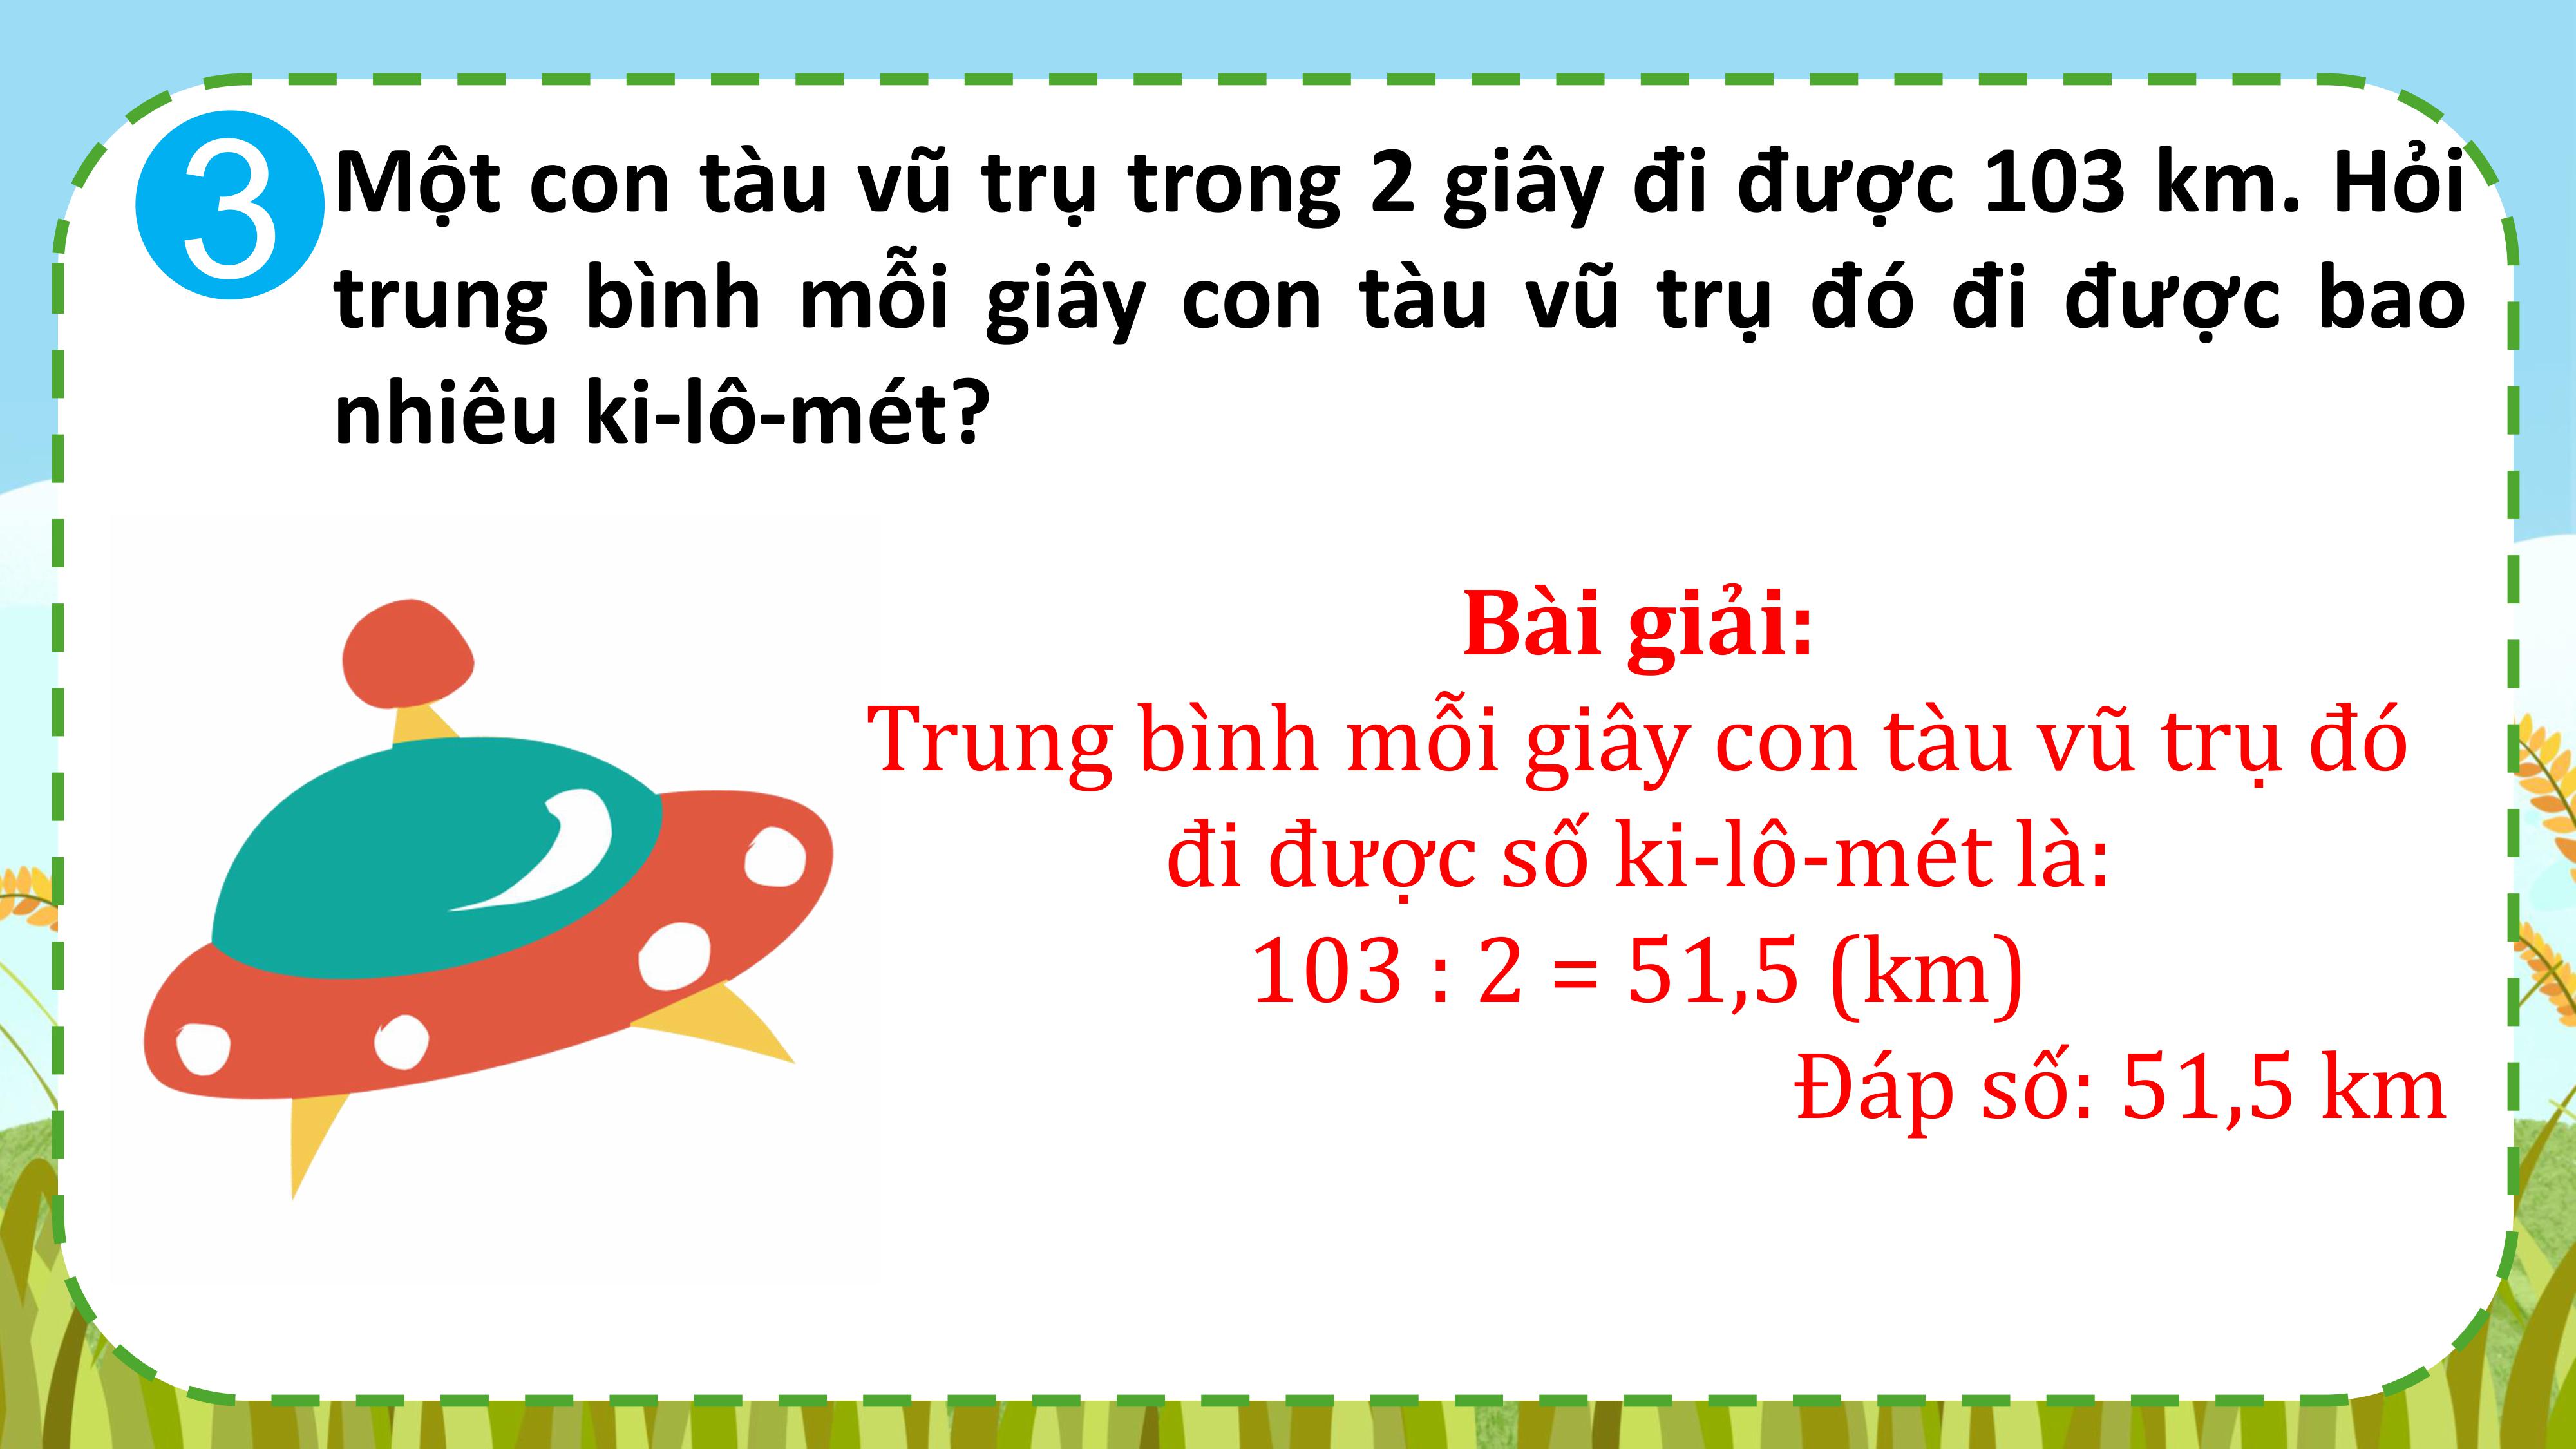 3
Một con tàu vũ trụ trong 2 giây đi được 103 km. Hỏi
trung bình mỗi giây con tàu vũ trụ đó đi được bao
nhiêu ki-lô-mét?
Bài giải:
Trung bình mỗi giây con tàu vũ trụ đó
đi được số ki-lô-mét là:
103 : 2 = 51,5 (km)
Đáp số: 51,5 km